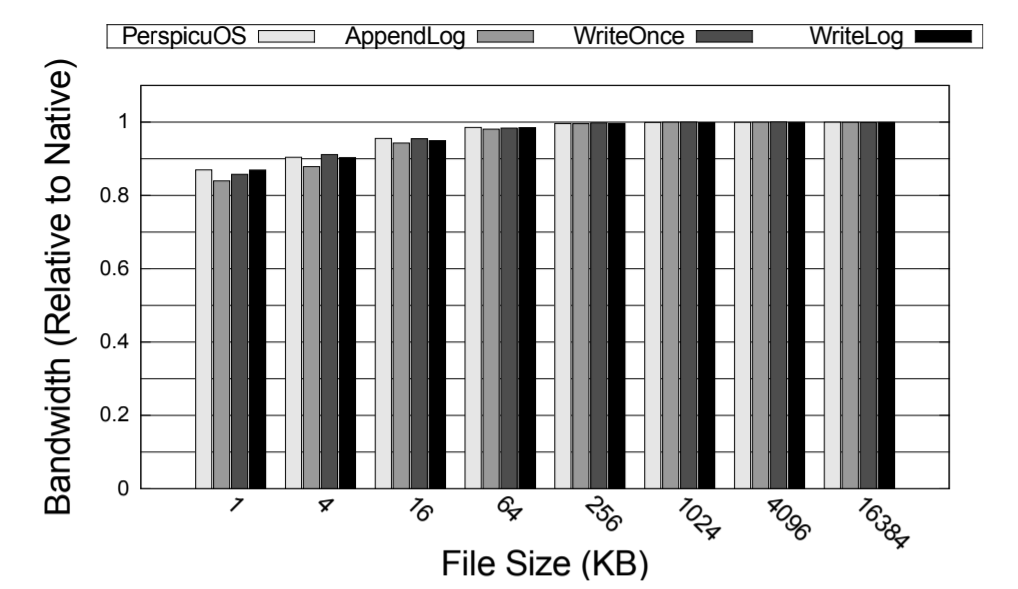 PerspicuOS AppendLog WriteOnce WriteLog
Bandwidth (Relative to Native)
1
0.8
0.6
0.4
0.2
0
1 4 16 64 256 1024 4096 16384
File Size (KB)